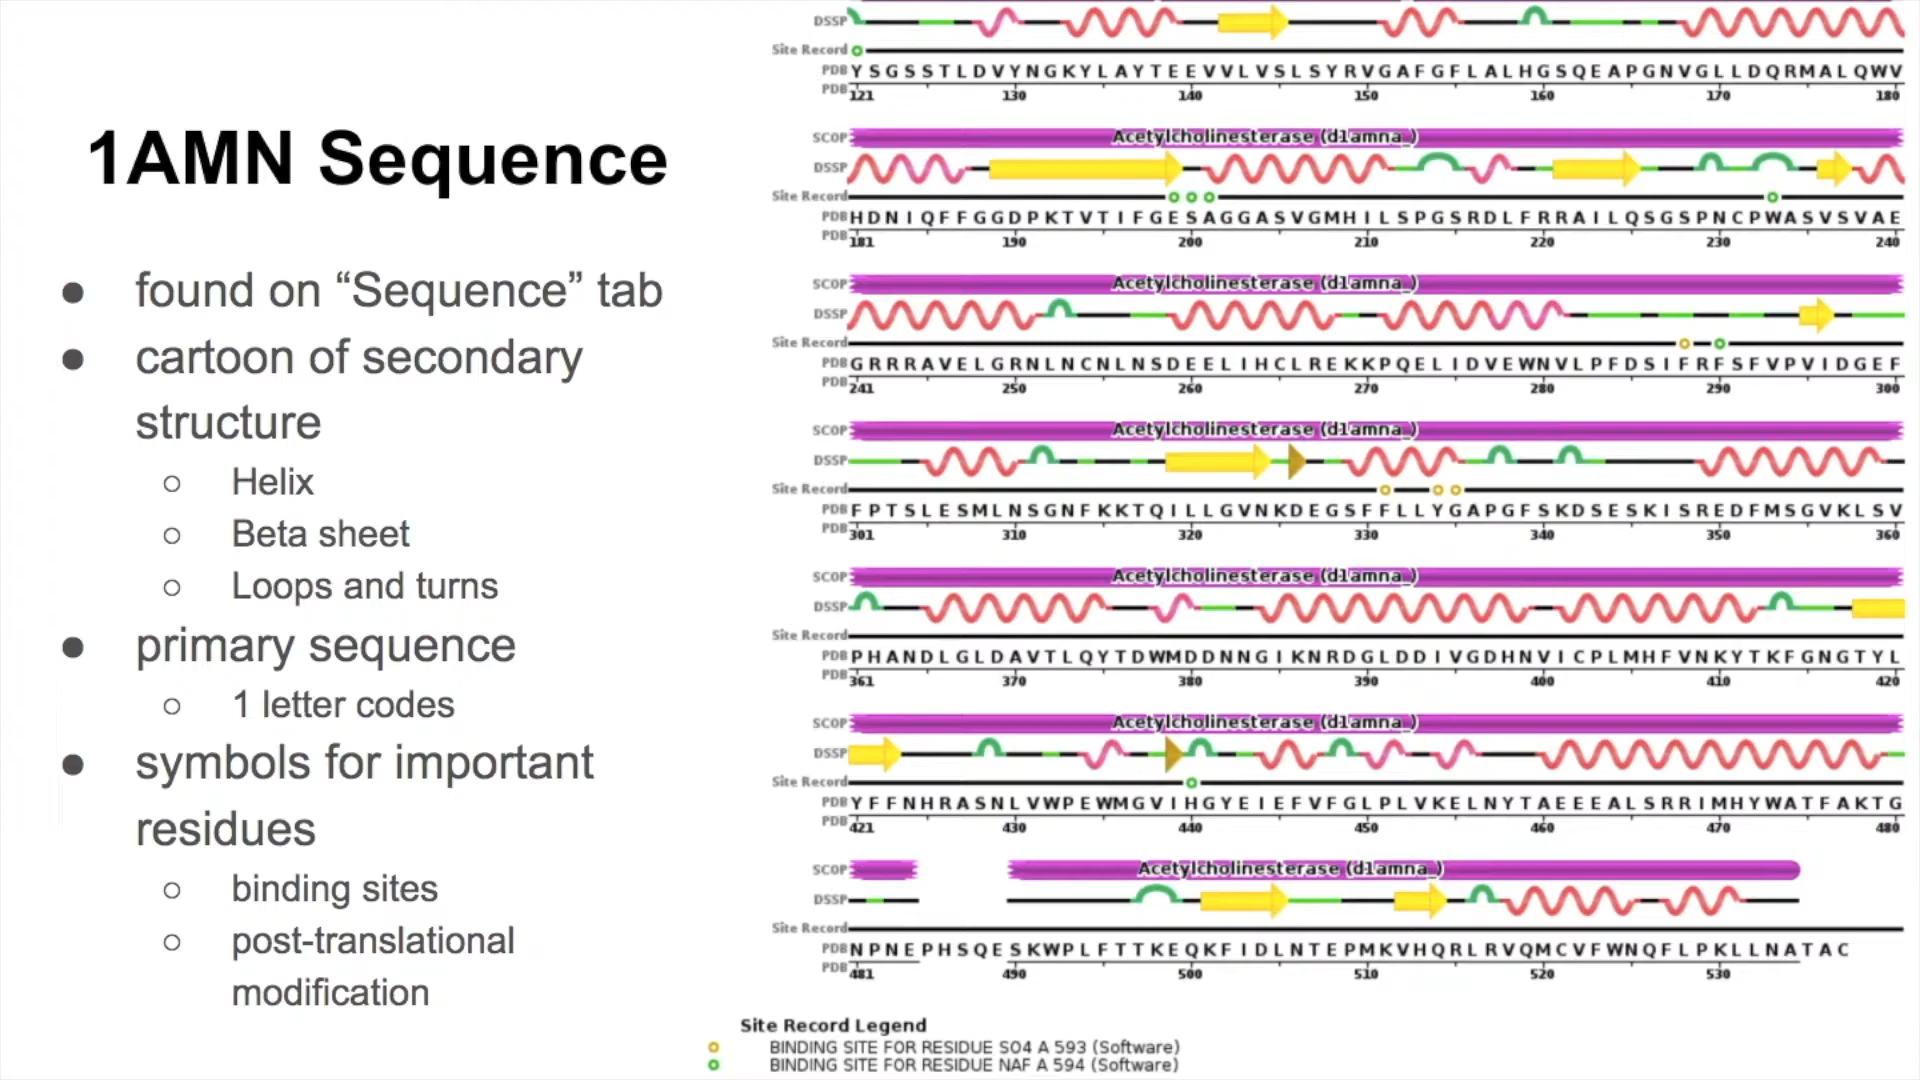 1AMN Sequence
● found on “Sequence” tab
● cartoon of secondary
structure
○ Helix
○ Beta sheet
○ Loops and turns
● primary sequence
○ 1 letter codes
● symbols for important
residues
○ binding sites
○ post-translational
modification
DSSP
Site Record
PDB YSGSSTLDVYNGKYLAYTEEVVLVSLSYRVGAFGFLALHGSQEAPGNVGLLDQRMALQWV
PDB 121 130 140 150 160 170 180
SCOP Acetylcholinesterase (d1amna_)
DSSP
Site Record
PDB HDNIQFFGGDPKTVTIFGESAGGASVGMHILSPGSRDLFRRAILQSGSPNCPWASVSVAE
PDB 181 190 200 210 220 230 240
SCOP Acetylcholinesterase (d1amna_)
DSSP
Site Record
PDB GRRRAVELGRNLNCNLNSDEELIHCLREKKPQELIDVEWNVLPFDSIFRFSFVPVIDGEF
PDB 241 250 260 270 280 290 300
SCOP Acetylcholinesterase (d1amna_)
DSSP
Site Record
PDB FPTSLESMLNSGNFKKTQILLGVNKDEGSFFLLYGAPGFSKDSESKISREDFMSGVKLSV
PDB 301 310 320 330 340 350 360
SCOP Acetylcholinesterase (d1amna_)
DSSP
Site Record
PDB PHANDLGLDAVTLQYTDWMDDNNGIKNRDGLDDIVGDHNVICPLMHFVNKYTKFGNGTYL
PDB 361 370 380 390 400 410 420
SCOP Acetylcholinesterase (d1amna_)
DSSP
Site Record
PDB YFFNHRASNLVWPEWMGVIHGYEIEFVFGLPLVKELNYTAEEEALSRRIMHYWATFAKTG
PDB 421 430 440 450 460 470 480
SCOP Acetylcholinesterase (d1amna_)
DSSP
Site Record
PDB NPNEPHSQESKWPLFTTKEQKFIDLNTEPMKVHQRLRVQMCVFWNQFLPKLLNATAC
PDB 481 490 500 510 520 530
Site Record Legend
BINDING SITE FOR RESIDUE SO4 A 593 (Software)
BINDING SITE FOR RESIDUE NAF A 594 (Software)